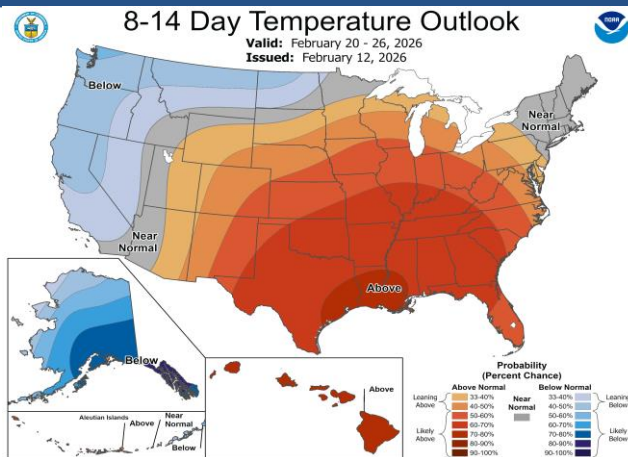 8-14 Day Temperature Outlook
Valid: February 20 - 26, 2026
Issued: February 12, 2026
NOAA
Below
Near
Normal
Near
Normal
Above
Below
Aleutian Islands
Above
Near
Normal
Below
Above
Probability
(Percent Chance)
Above Normal
Below Normal
Leaning
Above
33-40%
40-50%
Near
Normal
33-40%
40-50%
Leaning
Below
Likely
Above
50-60%
60-70%
70-80%
80-90%
90-100%
50-60%
60-70%
70-80%
80-90%
90-100%
Likely
Below